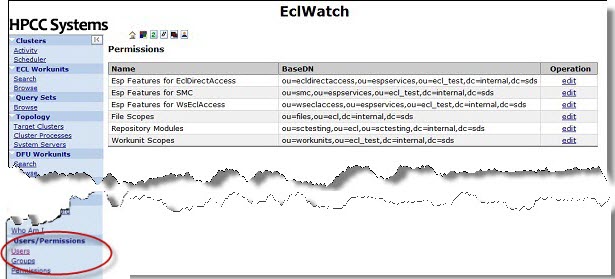 EclWatch
HPCC Systems
Clusters
Activity
Scheduler
ECL Workunits
Search
Browse
Query Sets
Browse
Topology
Target Clusters
Cluster Processes
System Servers
DFU Workunits
Search
Who Am I
Users/Permissions
Users
Groups
Permissions
Permissions
Name BaseDN Operation
Esp Features for EclDirectAccess ou=ecldirectaccess,ou=espservices,ou=ecl_test,dc=internal,dc=sds edit
Esp Features for SMC ou=smc,ou=espservices,ou=ecl_test,dc=internal,dc=sds edit
Esp Features for WsEclAccess ou=wseclaccess,ou=espservices,ou=ecl_test,dc=internal,dc=sds edit
File Scopes ou=files,ou=ecl,dc=internal,dc=sds edit
Repository Modules ou=sctesting,ou=ecl,ou=sctesting,dc=internal,dc=sds edit
Workunit Scopes ou=workunits,ou=ecl_test,dc=internal,dc=sds edit